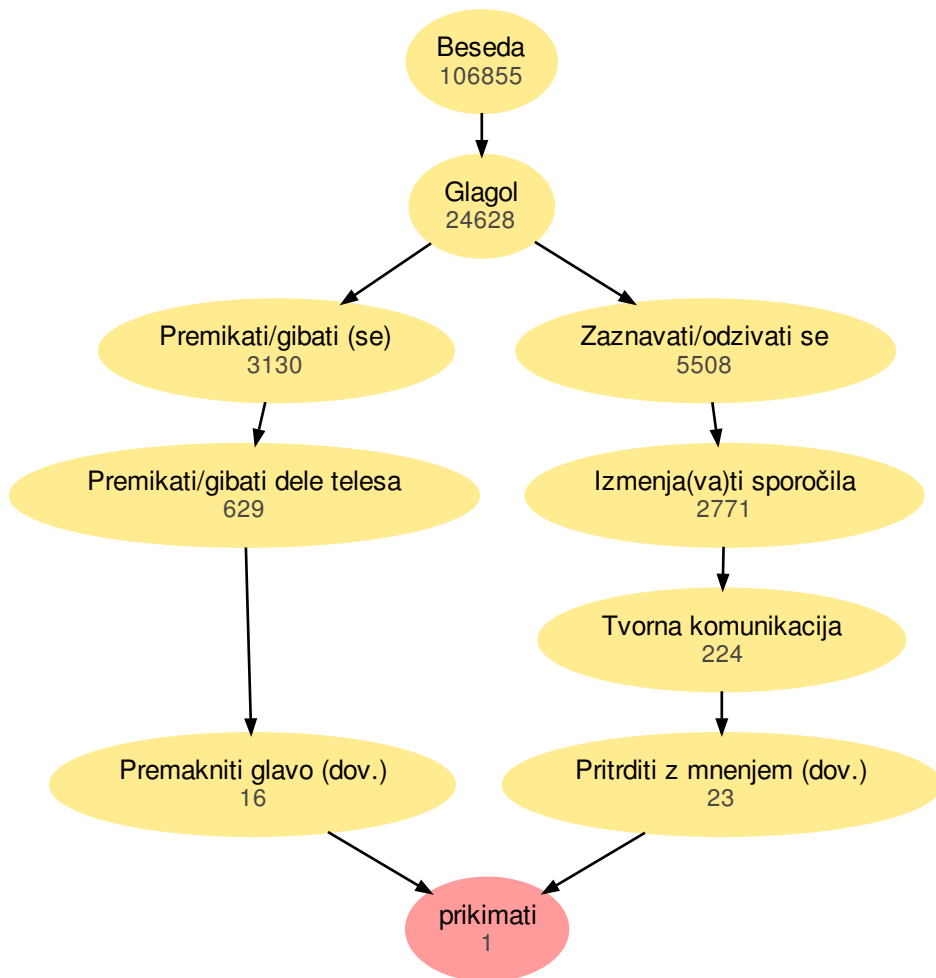 Beseda
106855
Glagol
24628
Premikati/gibati (se)
3130
Zaznavati/odzivati se
5508
Premikati/gibati dele telesa
629
Izmenja(va)ti sporočila
2771
Tvorna komunikacija
224
Premakniti glavo (dov.)
16
Pritrditi z mnenjem (dov.)
23
prikimati
1